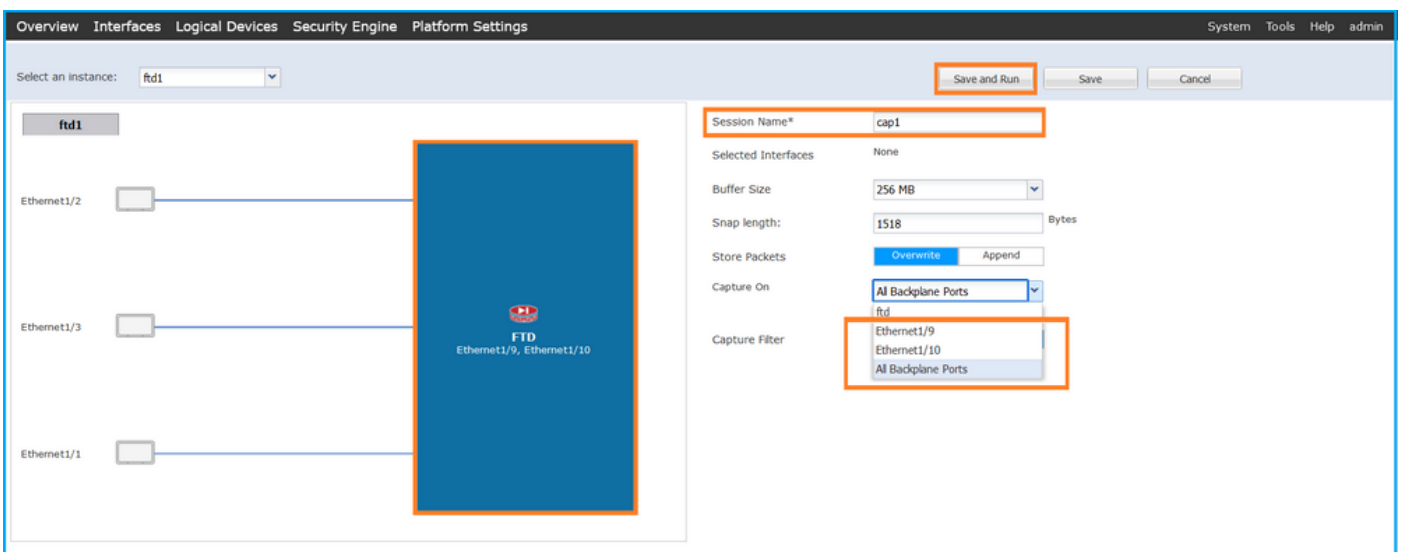 Overview Interfaces Logical Devices Security Engine Platform Settings System Tools Help admin
Select an instance: ftd1 Save and Run Save Cancel
ftd1
Ethernet1/2
Ethernet1/3
Ethernet1/1
FTD
Ethernet1/9, Ethernet1/10
Session Name* cap1
Selected Interfaces None
Buffer Size 256 MB
Snap length: 1518 Bytes
Store Packets Overwrite Append
Capture On All Backplane Ports
ftd
Ethernet1/9
Capture Filter
Ethernet1/10
All Backplane Ports